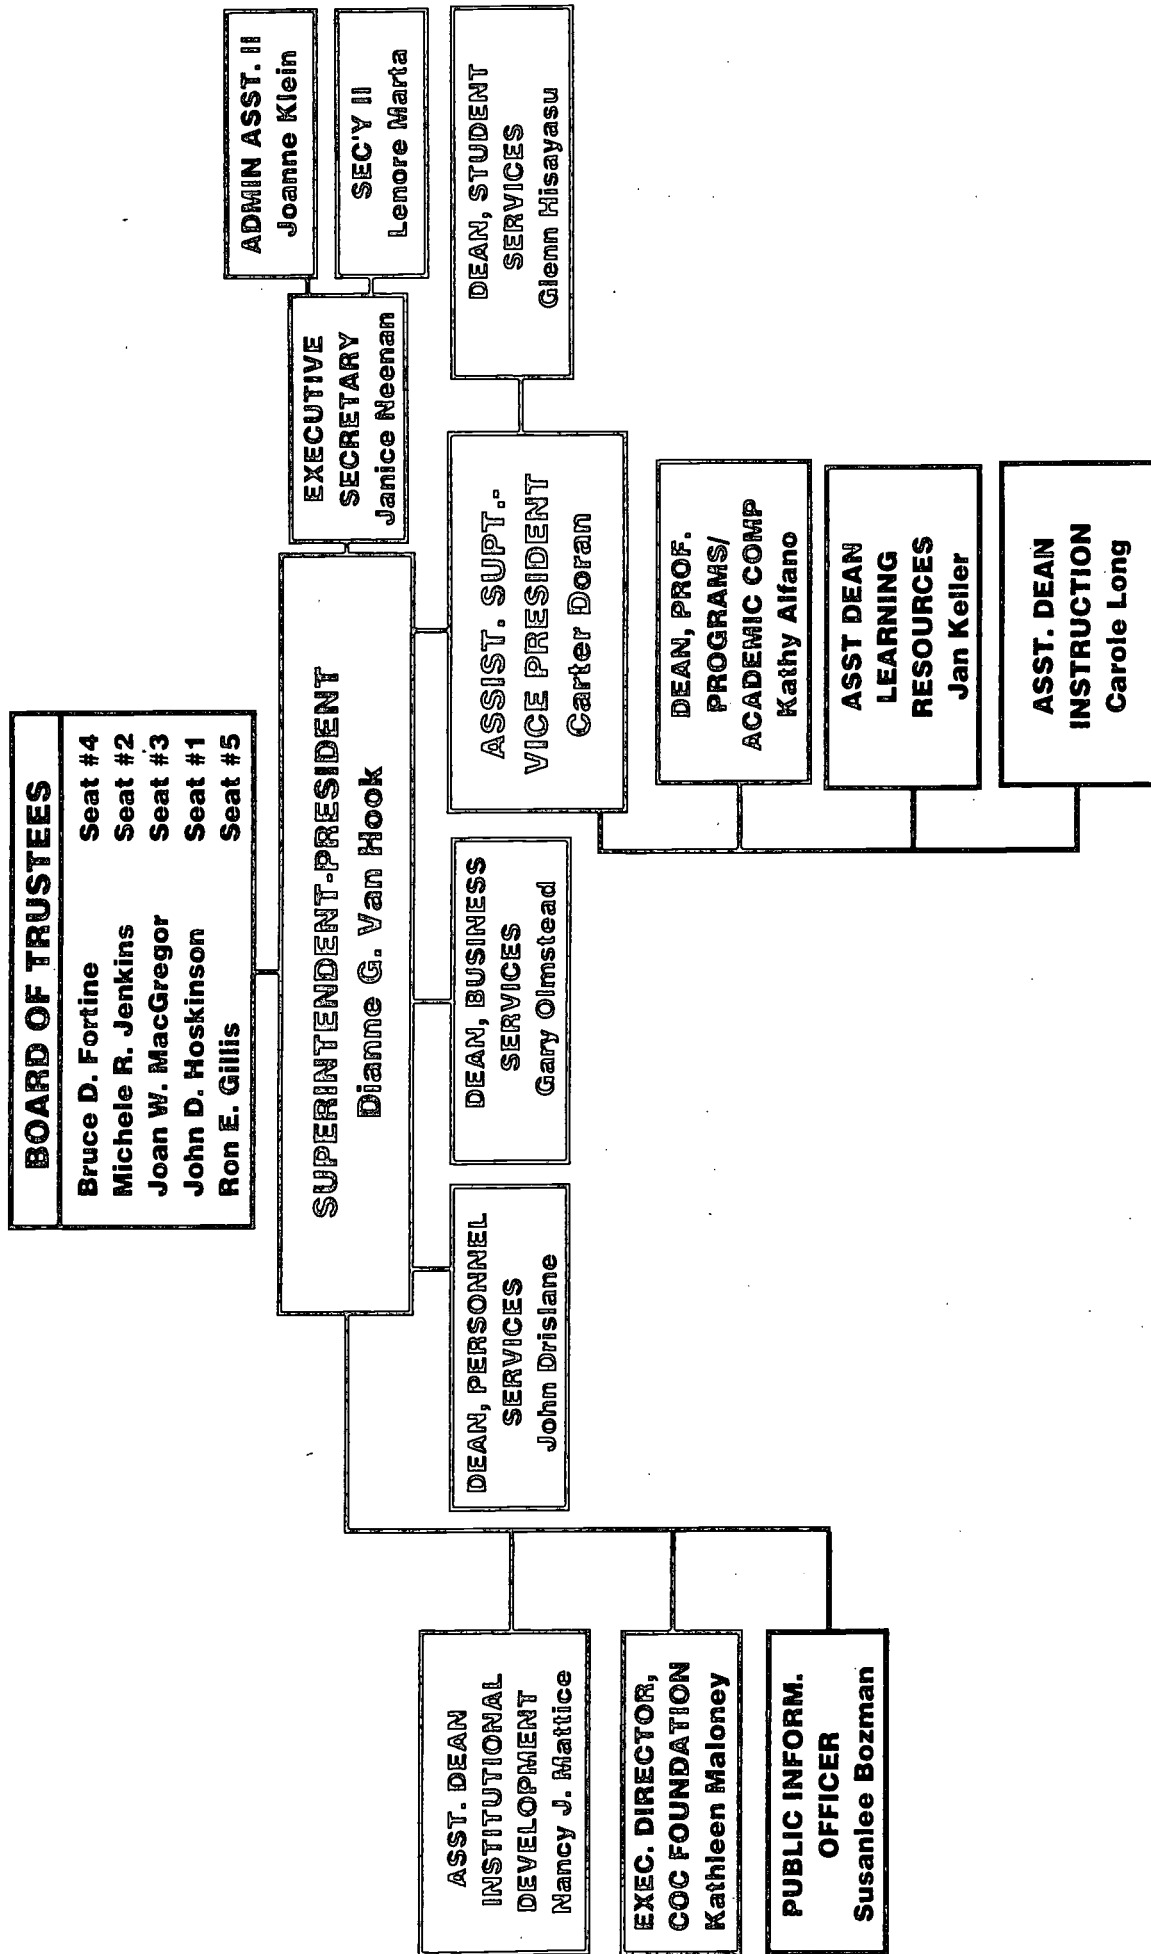 BOARD OF TRUSTEES
Bruce D. Fortine Seat #4
Michele R. Jenkins Seat #2
Joan W. MacGregor Seat #3
John D. Hoskinson Seat #1
Ron E. Gillis Seat #5
SUPERINTENDENT-PRESIDENT
Dianne G. Van Hook
EXECUTIVE
SECRETARY
Janice Neenan
ADMIN ASST. II
Joanne Klein
SEC'Y II
Lenore Marta
ASST. DEAN
INSTITUTIONAL
DEVELOPMENT
Nancy J. Mattice
EXEC. DIRECTOR,
COC FOUNDATION
Kathleen Maloney
PUBLIC INFORM.
OFFICER
Susanlee Bozman
DEAN, PERSONNEL
SERVICES
John Drislane
DEAN, BUSINESS
SERVICES
Gary Olmstead
ASSIST. SUPT.-
VICE PRESIDENT
Carter Doran
DEAN, STUDENT
SERVICES
Glenn Hisayasu
DEAN, PROF.
PROGRAMS/
ACADEMIC COMP
Kathy Alfano
ASST DEAN
LEARNING
RESOURCES
Jan Keller
ASST. DEAN
INSTRUCTION
Carole Long